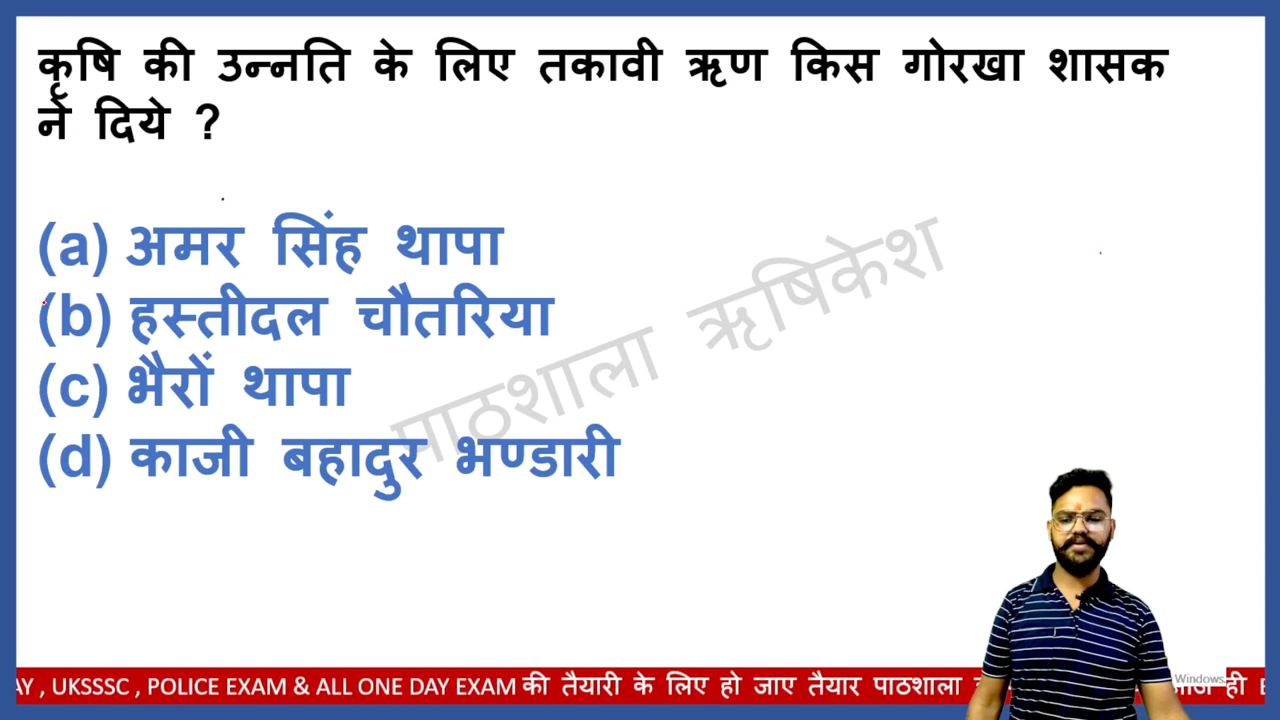 कृषि की उन्नति के लिए तकावी ऋण किस गोरखा शासक
ने दिये ?
(a) अमर सिंह थापा
(b) हस्तीदल चौतरिया
(c) भैरों थापा
(d) काजी बहादुर भण्डारी
पाठशाला ऋषिकेश
AY , UKSSSC , POLICE EXAM & ALL ONE DAY EXAM की तैयारी के लिए हो जाए तैयार पाठशाला
Windows.
ही